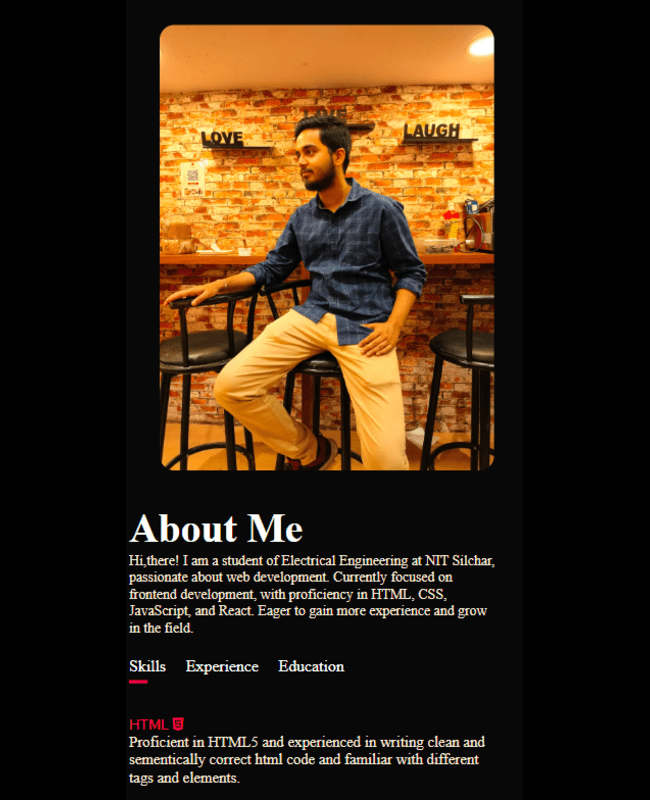 LOVE
LAUGH
About Me
Hi,there! I am a student of Electrical Engineering at NIT Silchar,
passionate about web development. Currently focused on
frontend development, with proficiency in HTML, CSS,
JavaScript, and React. Eager to gain more experience and grow
in the field.
Skills Experience Education
HTML
Proficient in HTML5 and experienced in writing clean and
sementically correct html code and familiar with different
tags and elements.